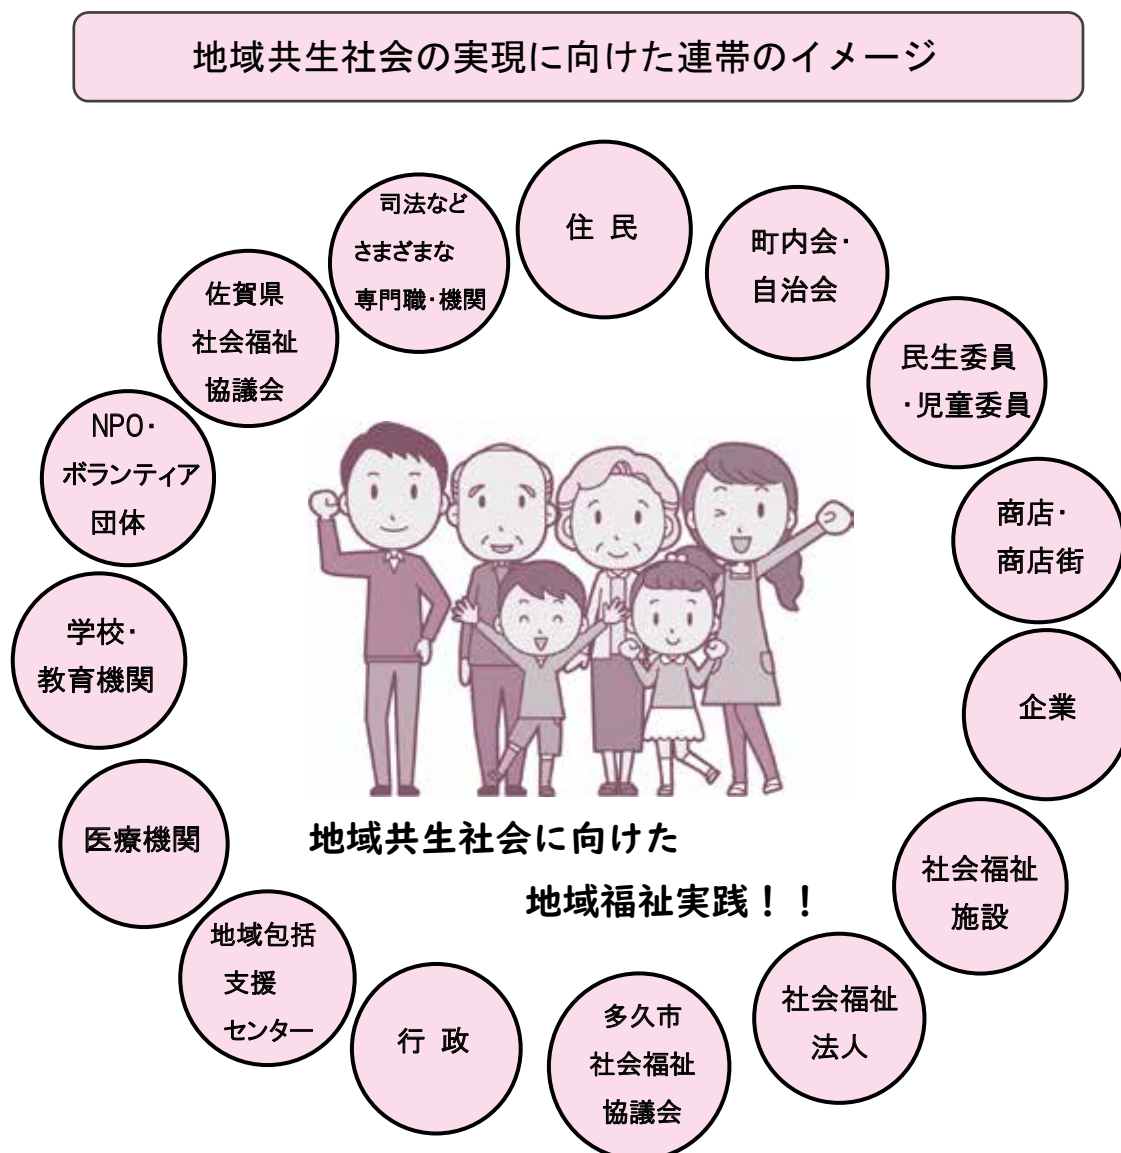 地域共生社会の実現に向けた連帯のイメージ
住 民
町内会・
自治会
民生委員
・児童委員
商店・
商店街
企業
社会福祉
施設
社会福祉
法人
多久市
社会福祉
協議会
行 政
地域包括
支援
センター
医療機関
学校・
教育機関
NPO・
ボランティア
団体
佐賀県
社会福祉
協議会
司法など
さまざまな
専門職・機関
地域共生社会に向けた
地域福祉実践！！